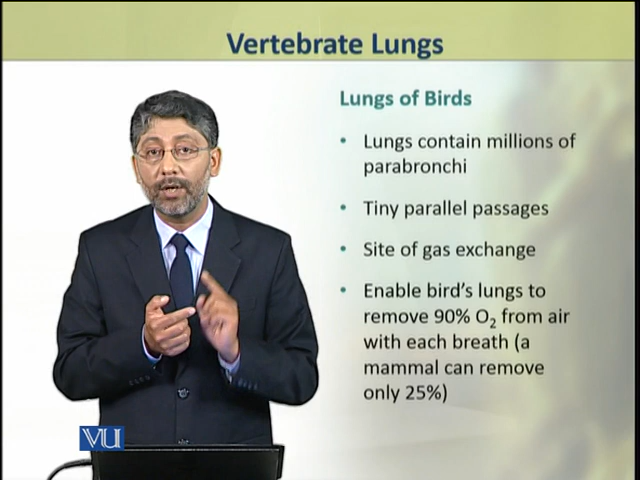 Vertebrate Lungs
Lungs of Birds
• Lungs contain millions of
parabronchi
• Tiny parallel passages
• Site of gas exchange
• Enable bird's lungs to
remove 90% O₂ from air
with each breath (a
mammal can remove
only 25%)
VU